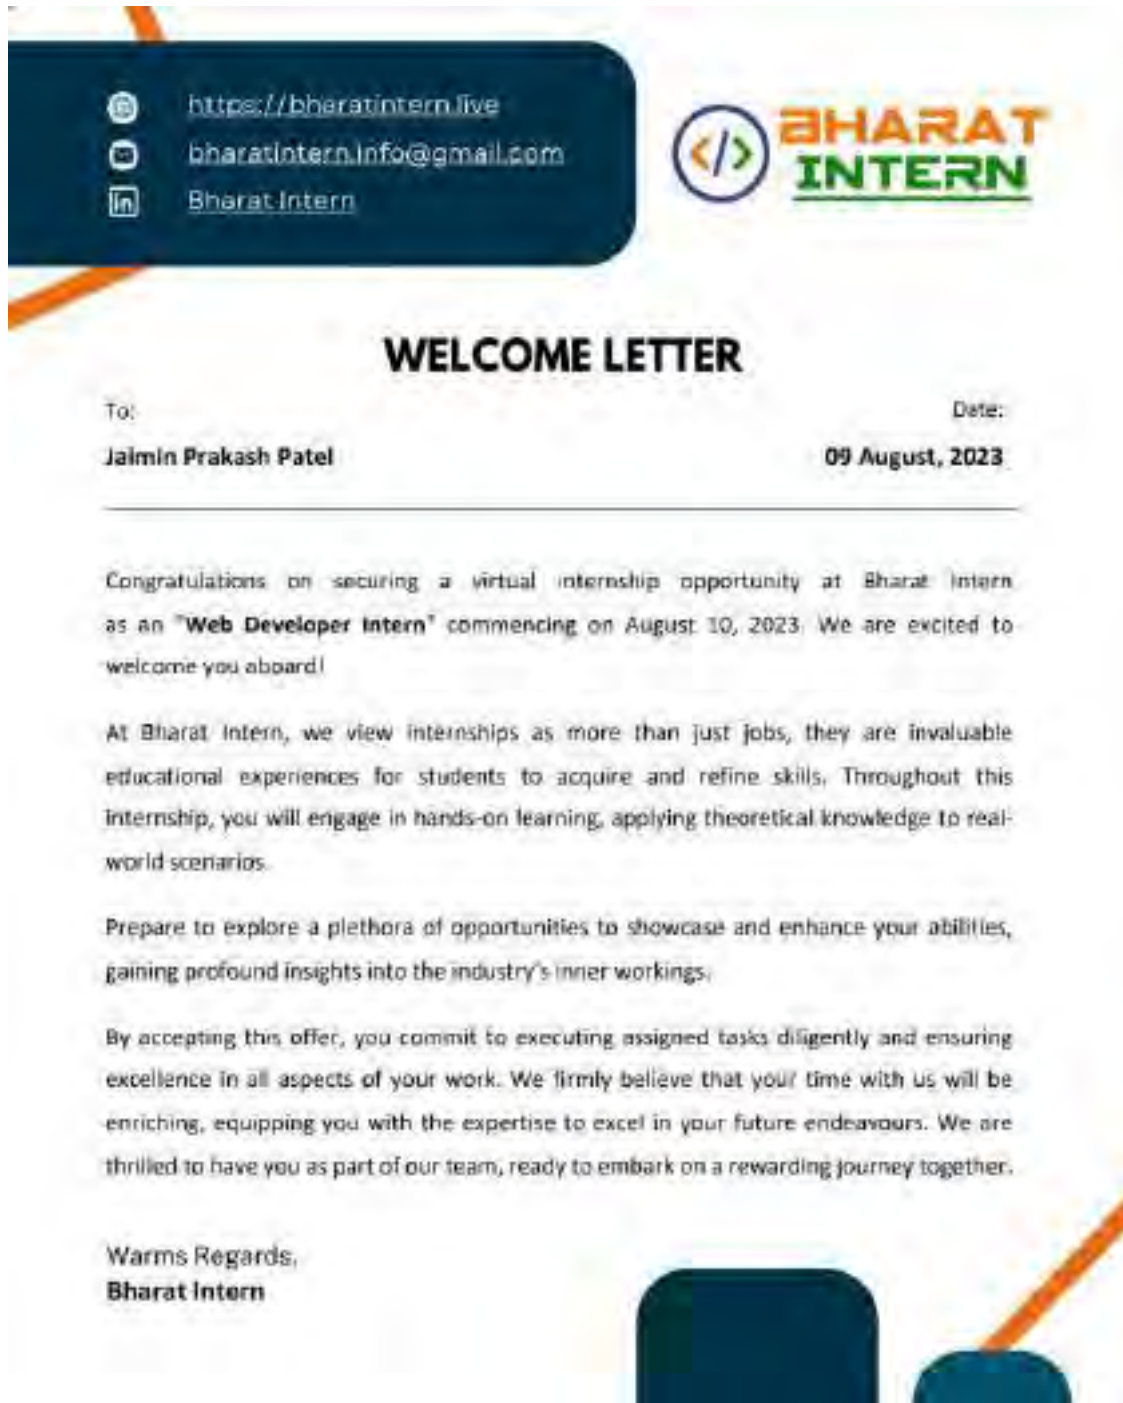 https://bharatintern.live
bharatintern.info@gmail.com
Bharat Intern
BHARAT
INTERN
WELCOME LETTER
To:
Date:
Jaimin Prakash Patel
09 August, 2023
Congratulations on securing a virtual internship opportunity at Bharat Intern
as an "Web Developer Intern" commencing on August 10, 2023. We are excited to
welcome you aboard!
At Bharat Intern, we view internships as more than just jobs, they are invaluable
educational experiences for students to acquire and refine skills. Throughout this
internship, you will engage in hands-on learning, applying theoretical knowledge to real-
world scenarios.
Prepare to explore a plethora of opportunities to showcase and enhance your abilities,
gaining profound insights into the industry's inner workings.
By accepting this offer, you commit to executing assigned tasks diligently and ensuring
excellence in all aspects of your work. We firmly believe that your time with us will be
enriching, equipping you with the expertise to excel in your future endeavours. We are
thrilled to have you as part of our team, ready to embark on a rewarding journey together.
Warms Regards,
Bharat Intern